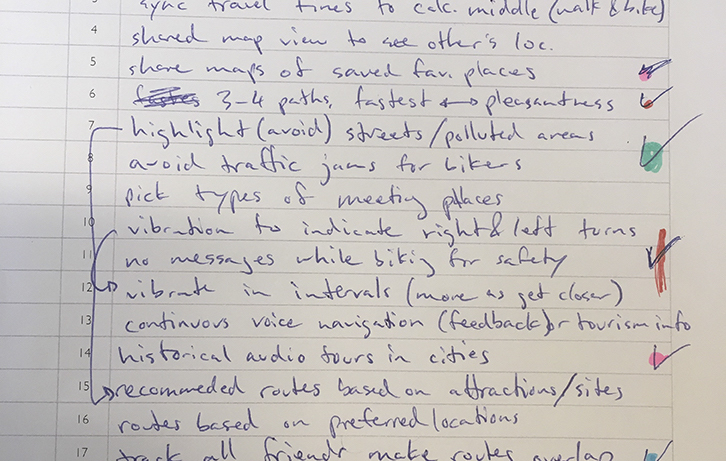 sync travel times to calc. middle (walk & bike)
4 shared map view to see other's loc.
5 share maps of saved fav. places
6 3-4 paths, fastest ↔ pleasantness
7 highlight (avoid) streets/polluted areas
8 avoid traffic jams for bikers
9 pick types of meeting places
10 vibration to indicate right & left turns
11 no messages while biking for safety
12 vibrate in intervals (more as get closer)
13 continuous voice navigation (feedback) or tourism info
14 historical audio tours in cities
15 recommeded routes based on attractions/sites
16 routes based on preferred locations
17 track all friends make routes overlap